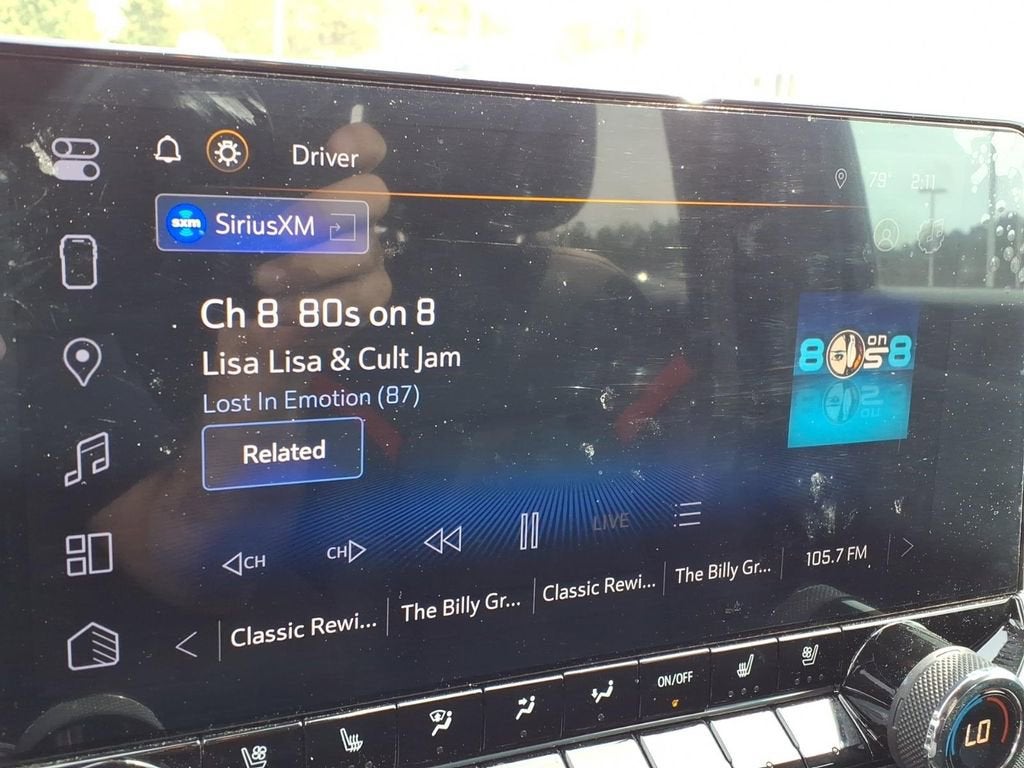 Driver
79° 2:11
sxm SiriusXM
Ch 8 80s on 8
Lisa Lisa & Cult Jam
Lost In Emotion (87)
Related
80s on 8
CH CH LIVE
Classic Rewi... The Billy Gr... Classic Rewi... The Billy Gr... 105.7 FM
ON/OFF
LO